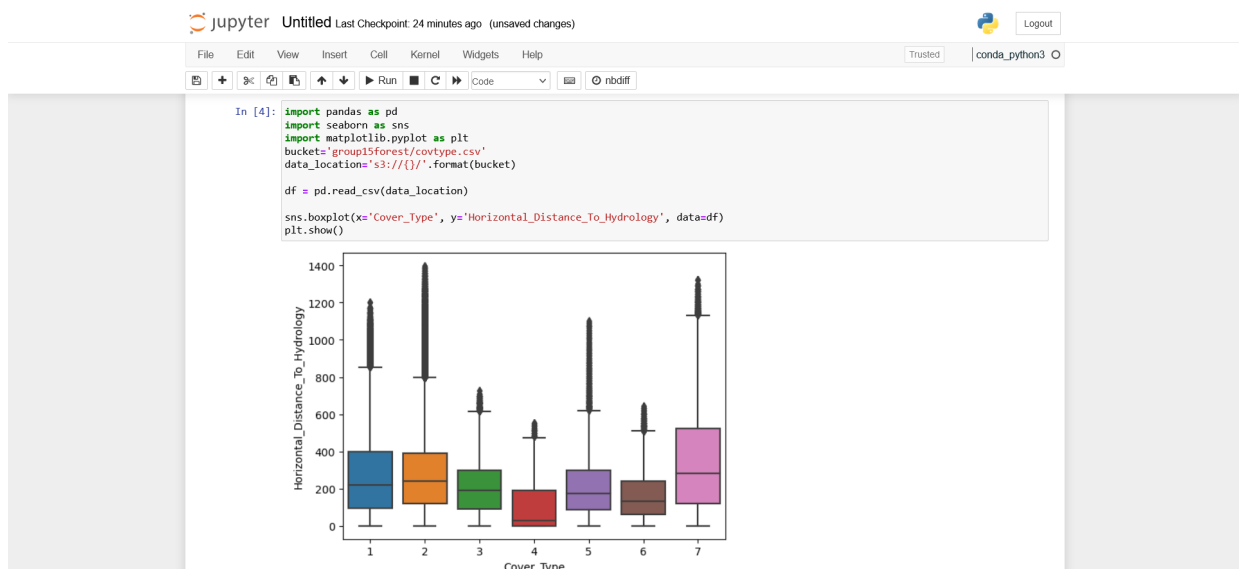 jupyter Untitled Last Checkpoint: 24 minutes ago (unsaved changes) Logout
File Edit View Insert Cell Kernel Widgets Help Trusted conda_python3
Run Code nbdiff
In [4]: import pandas as pd
import seaborn as sns
import matplotlib.pyplot as plt
bucket='group15forest/covtype.csv'
data_location='s3://{}/'.format(bucket)
df = pd.read_csv(data_location)
sns.boxplot(x='Cover_Type', y='Horizontal_Distance_To_Hydrology', data=df)
plt.show()
Horizontal_Distance_To_Hydrology
1400
1200
1000
800
600
400
200
0
1 2 3 4 5 6 7
Cover_Type